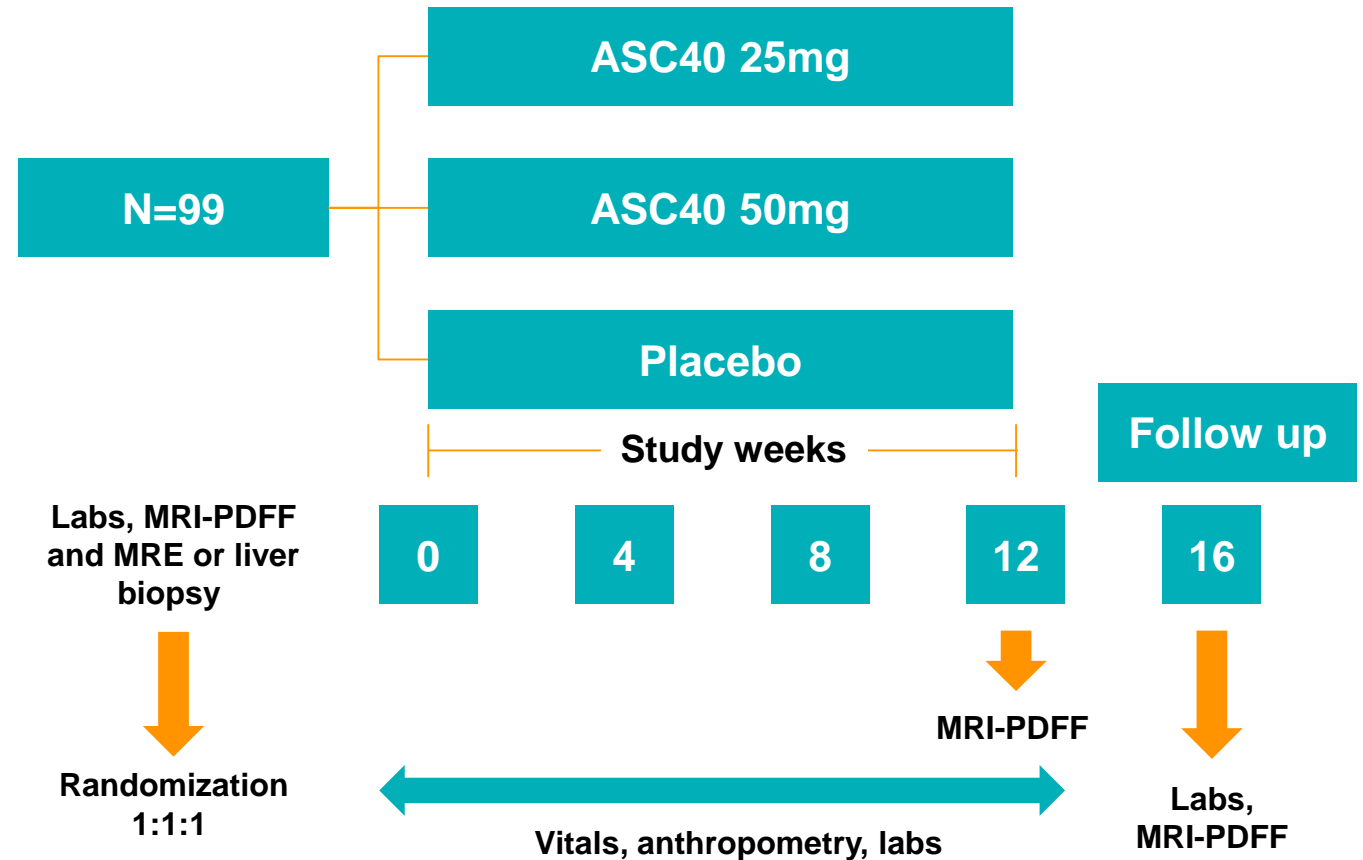 ASC40 25mg
N=99
ASC40 50mg
Placebo
Study weeks
Follow up
Labs, MRI-PDFF
and MRE or liver
biopsy
0
4
8
12
16
MRI-PDFF
Randomization
1:1:1
Vitals, anthropometry, labs
Labs,
MRI-PDFF